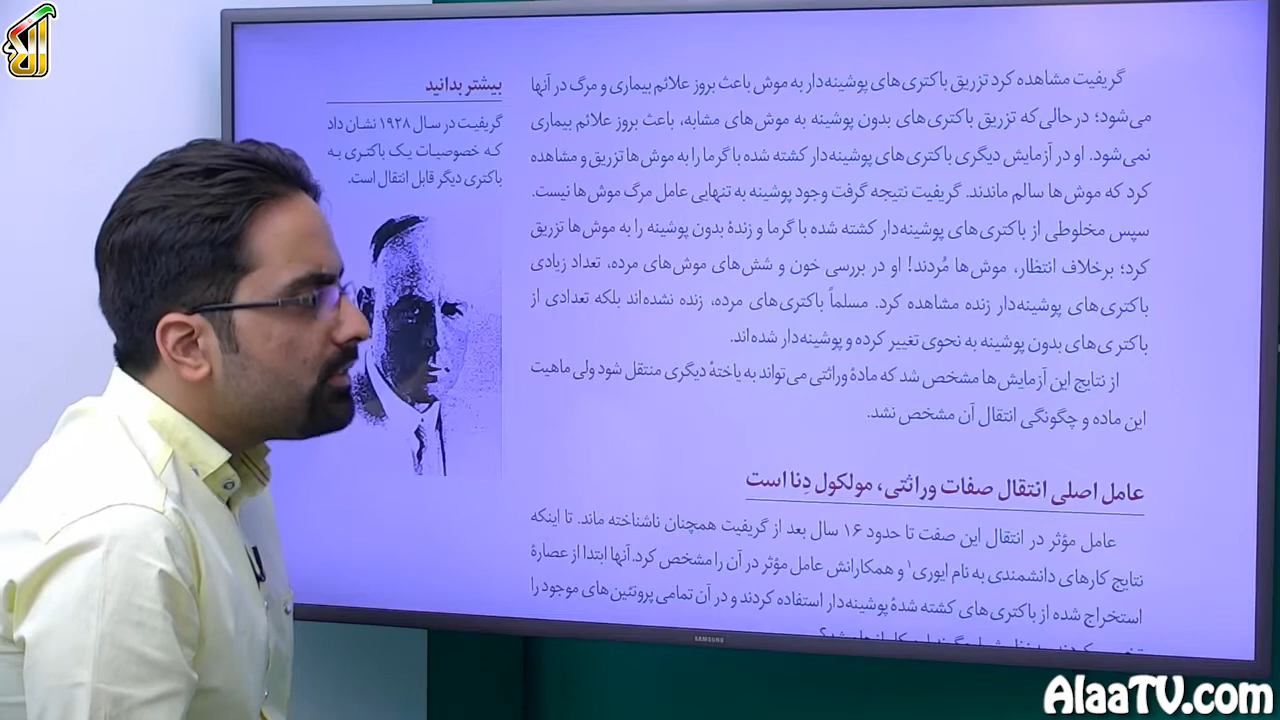 گریفیت مشاهده کرد تزریق باکتری‌های پوشینه‌دار به موش باعث بروز علائم بیماری و مرگ در آنها
می‌شود؛ در حالی که تزریق باکتری‌های بدون پوشینه به موش‌های مشابه، باعث بروز علائم بیماری
نمی‌شود. او در آزمایش دیگری باکتری‌های پوشینه‌دار کشته شده با گرما را به موش‌ها تزریق و مشاهده
کرد که موش‌ها سالم ماندند. گریفیت نتیجه گرفت وجود پوشینه به تنهایی عامل مرگ موش‌ها نیست.
سپس مخلوطی از باکتری‌های پوشینه‌دار کشته شده با گرما و زندهٔ بدون پوشینه را به موش‌ها تزریق
کرد؛ برخلاف انتظار، موش‌ها مُردند! او در بررسی خون و شش‌های موش‌های مرده، تعداد زیادی
باکتری‌های پوشینه‌دار زنده مشاهده کرد. مسلماً باکتری‌های مرده، زنده نشده‌اند بلکه تعدادی از
باکتری‌های بدون پوشینه به نحوی تغییر کرده و پوشینه‌دار شده‌اند.
از نتایج این آزمایش‌ها مشخص شد که مادهٔ وراثتی می‌تواند به یاختهٔ دیگری منتقل شود ولی ماهیت
این ماده و چگونگی انتقال آن مشخص نشد.
عامل اصلی انتقال صفات وراثتی، مولکول دِنا است
عامل مؤثر در انتقال این صفت تا حدود ۱۶ سال بعد از گریفیت همچنان ناشناخته ماند. تا اینکه
نتایج کارهای دانشمندی به نام ایوری۱ و همکارانش عامل مؤثر در آن را مشخص کرد. آنها ابتدا از عصارهٔ
استخراج شده از باکتری‌های کشته شدهٔ پوشینه‌دار استفاده کردند و در آن تمامی پروتئین‌های موجود را
بیشتر بدانید
گریفیت در سال ۱۹۲۸ نشان داد
که خصوصیات یک باکتری به
باکتری دیگر قابل انتقال است.
SAMSUNG
AlaaTV.com